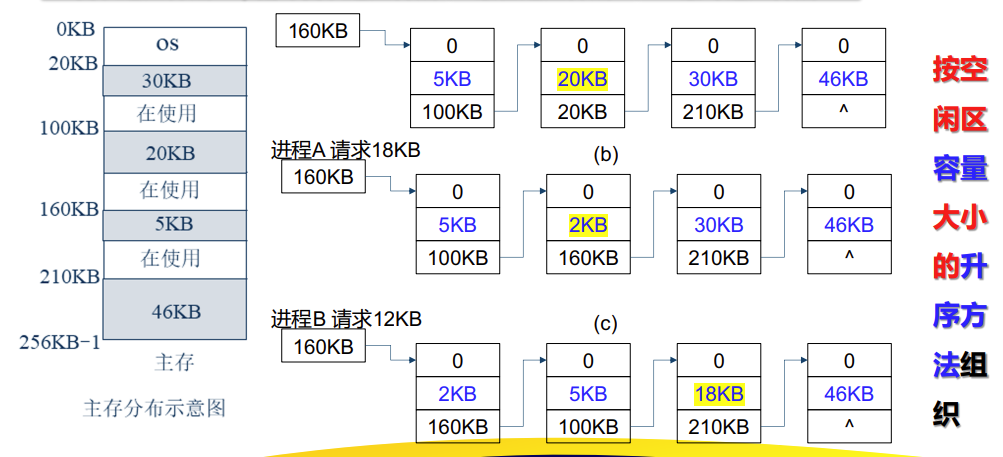 0KB
OS
20KB
30KB
在使用
100KB
20KB
在使用
160KB
5KB
在使用
210KB
46KB
256KB−1
主存
主存分布示意图
160KB
0 0 0 0
5KB 20KB 30KB 46KB
100KB 20KB 210KB ^
进程A 请求18KB
(b)
160KB
0 0 0 0
5KB 2KB 30KB 46KB
100KB 160KB 210KB ^
进程B 请求12KB
(c)
160KB
0 0 0 0
2KB 5KB 18KB 46KB
160KB 100KB 210KB ^
按空
闲区
容量
大小
的升
序方
法组
织